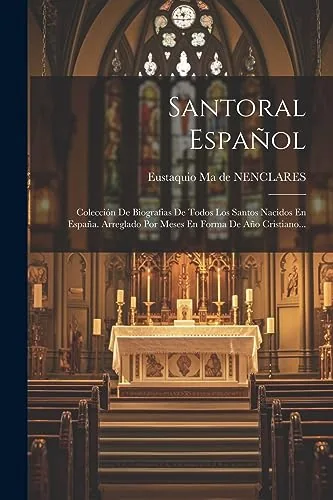 Santoral
Español
Eustaquio Ma de NENCLARES
Colección De Biografias De Todos Los Santos Nacidos En
España. Arreglado Por Meses En Forma De Año Cristiano...